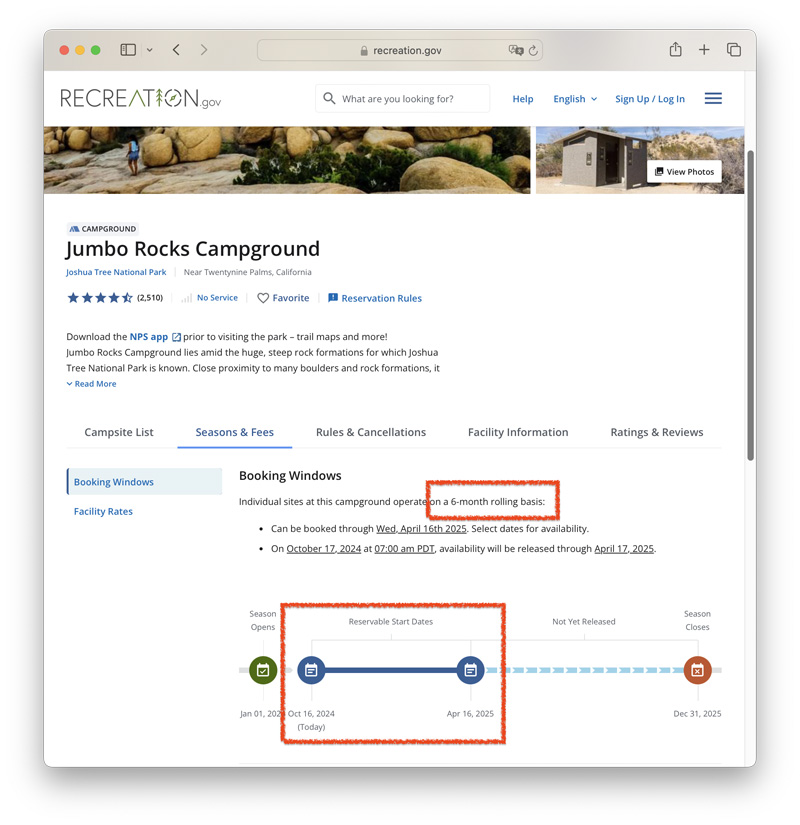 recreation.gov
RECREATION.gov
What are you looking for?
Help
English
Sign Up / Log In
View Photos
CAMPGROUND
Jumbo Rocks Campground
Joshua Tree National Park
Near Twentynine Palms, California
(2,510)
No Service
Favorite
Reservation Rules
Download the NPS app prior to visiting the park – trail maps and more!
Jumbo Rocks Campground lies amid the huge, steep rock formations for which Joshua
Tree National Park is known. Close proximity to many boulders and rock formations, it
Read More
Campsite List
Seasons & Fees
Rules & Cancellations
Facility Information
Ratings & Reviews
Booking Windows
Facility Rates
Booking Windows
Individual sites at this campground operate on a 6-month rolling basis:
• Can be booked through Wed, April 16th 2025. Select dates for availability.
• On October 17, 2024 at 07:00 am PDT, availability will be released through April 17, 2025.
Season
Opens
Reservable Start Dates
Not Yet Released
Season
Closes
Jan 01, 202
Oct 16, 2024
(Today)
Apr 16, 2025
Dec 31, 2025